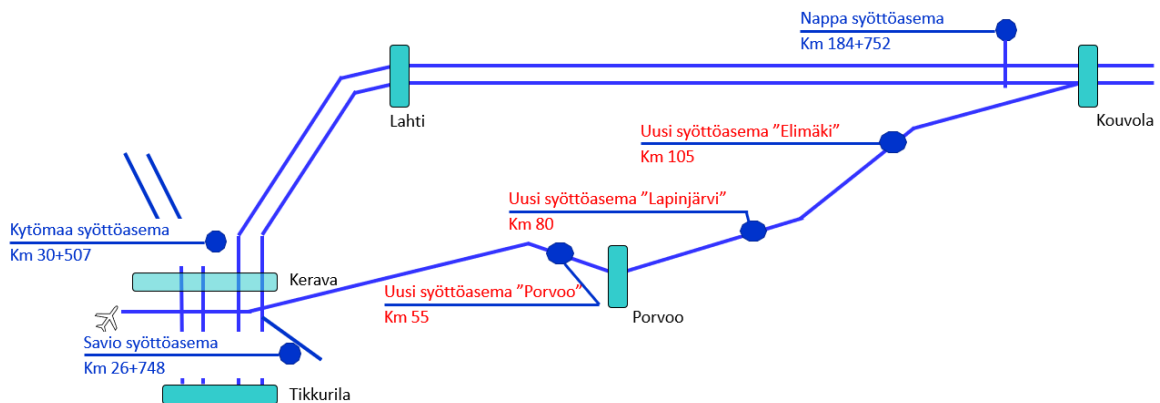 Nappa syöttöasema
Km 184+752
Lahti
Kouvola
Uusi syöttöasema ”Elimäki”
Km 105
Uusi syöttöasema ”Lapinjärvi”
Km 80
Kytömaa syöttöasema
Km 30+507
Kerava
Uusi syöttöasema ”Porvoo”
Km 55
Porvoo
Savio syöttöasema
Km 26+748
Tikkurila